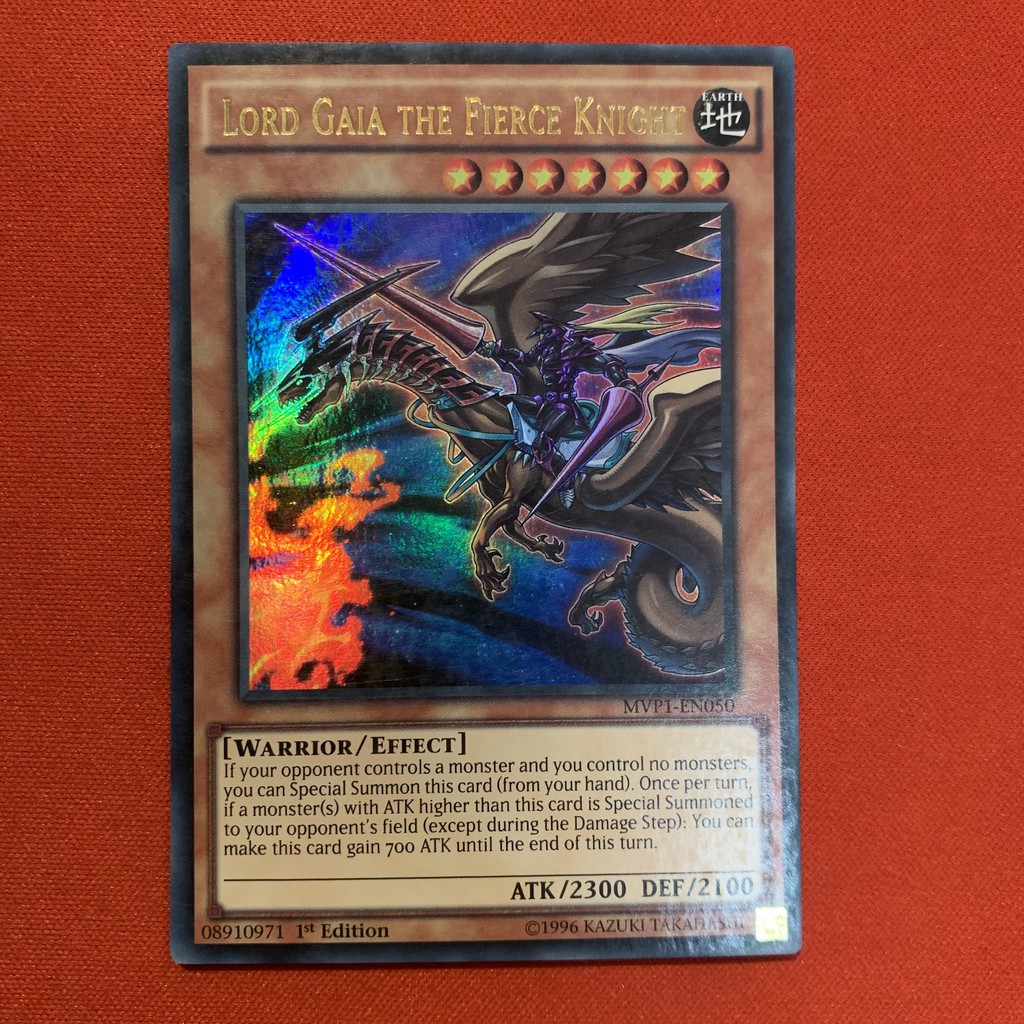 LORD GAIA THE FIERCE KNIGHT
EARTH
地
MVP1-EN050
[WARRIOR/EFFECT]
If your opponent controls a monster and you control no monsters,
you can Special Summon this card (from your hand). Once per turn,
if a monster(s) with ATK higher than this card is Special Summoned
to your opponent's field (except during the Damage Step): You can
make this card gain 700 ATK until the end of this turn.
ATK/2300 DEF/2100
08910971 1st Edition ©1996 KAZUKI TAKAHASHI